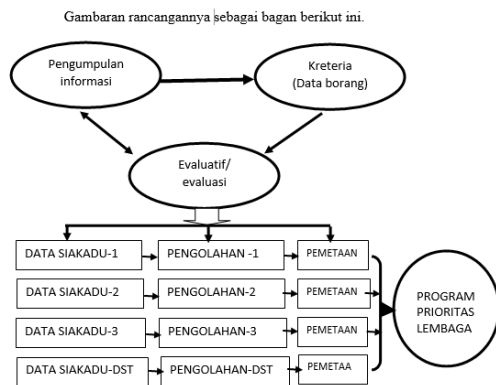 Gambaran rancangannya sebagai bagan berikut ini.
Pengumpulan
informasi
Kreteria
(Data borang)
Evaluatif/
evaluasi
DATA SIAKADU-1
PENGOLAHAN -1
PEMETAAN
DATA SIAKADU-2
PENGOLAHAN-2
PEMETAAN
DATA SIAKADU-3
PENGOLAHAN-3
PEMETAAN
DATA SIAKADU-DST
PENGOLAHAN-DST
PEMETAA
PROGRAM
PRIORITAS
LEMBAGA